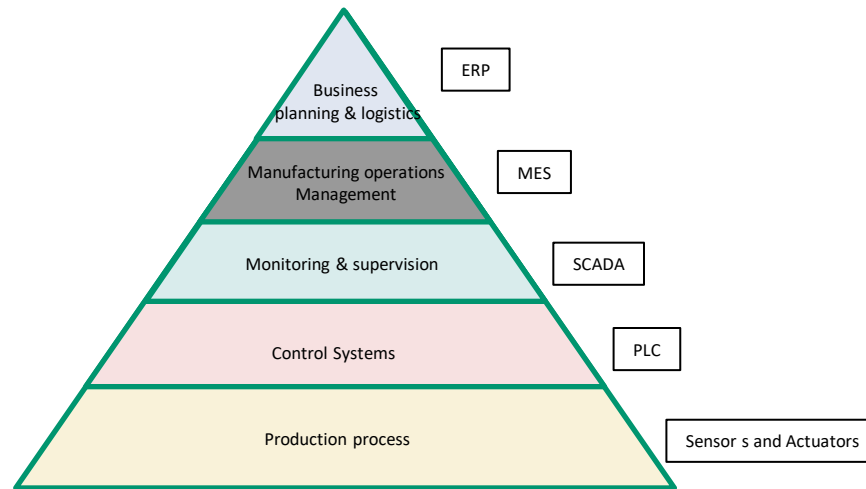 Business
planning & logistics
ERP
Manufacturing operations
Management
MES
Monitoring & supervision
SCADA
Control Systems
PLC
Production process
Sensor s and Actuators